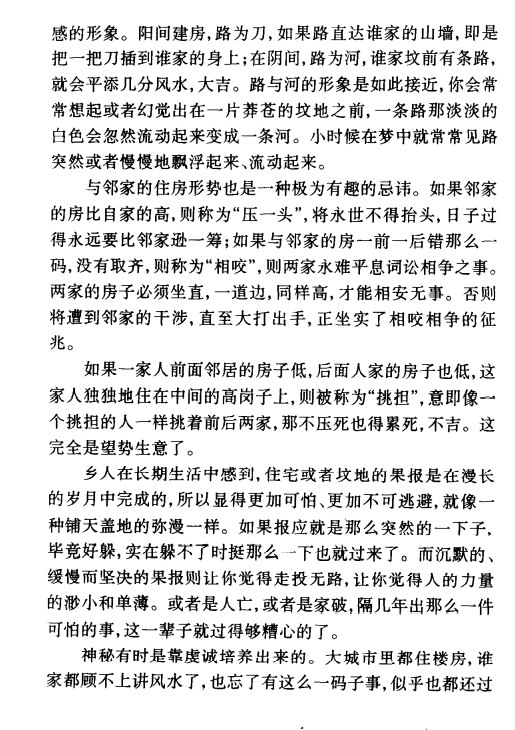 感的形象。阳间建房,路为刀,如果路直达谁家的山墙,即是
把一把刀插到谁家的身上;在阴间,路为河,谁家坟前有条路,
就会平添几分风水,大吉。路与河的形象是如此接近,你会常
常想起或者幻觉出在一片莽苍的坟地之前,一条路那淡淡的
白色会忽然流动起来变成一条河。小时候在梦中就常常见路
突然或者慢慢地飘浮起来、流动起来。
与邻家的住房形势也是一种极为有趣的忌讳。如果邻家
的房比自家的高,则称为“压一头”,将永世不得抬头,日子过
得永远要比邻家逊一筹;如果与邻家的房一前一后错那么一
码,没有取齐,则称为“相咬”,则两家永难平息词讼相争之事。
两家的房子必须坐直,一道边,同样高,才能相安无事。否则
将遭到邻家的干涉,直至大打出手,正坐实了相咬相争的征
兆。
如果一家人前面邻居的房子低,后面人家的房子也低,这
家人独独地住在中间的高岗子上,则被称为“挑担”,意即像一
个挑担的人一样挑着前后两家,那不压死也得累死,不吉。这
完全是望势生意了。
乡人在长期生活中感到,住宅或者坟地的果报是在漫长
的岁月中完成的,所以显得更加可怕、更加不可逃避,就像一
种铺天盖地的弥漫一样。如果报应就是那么突然的一下子,
毕竟好躲,实在躲不了时挺那么一下也就过来了。而沉默的、
缓慢而坚决的果报则让你觉得走投无路,让你觉得人的力量
的渺小和单薄。或者是人亡,或者是家破,隔几年出那么一件
可怕的事,这一辈子就过得够糟心的了。
神秘有时是靠虔诚培养出来的。大城市里都住楼房,谁
家都顾不上讲风水了,也忘了有这么一码子事,似乎也都还过